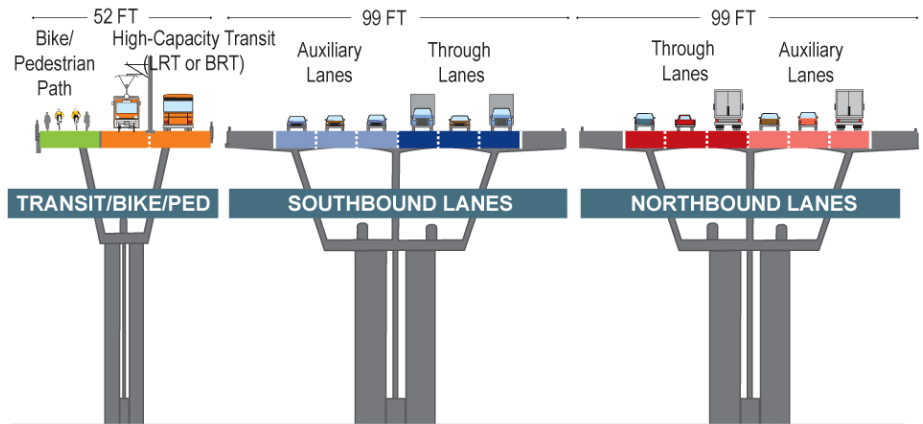 52 FT
99 FT
99 FT
Bike/
Pedestrian
Path
High-Capacity Transit
(LRT or BRT)
Auxiliary
Lanes
Through
Lanes
Through
Lanes
Auxiliary
Lanes
TRANSIT/BIKE/PED
SOUTHBOUND LANES
NORTHBOUND LANES